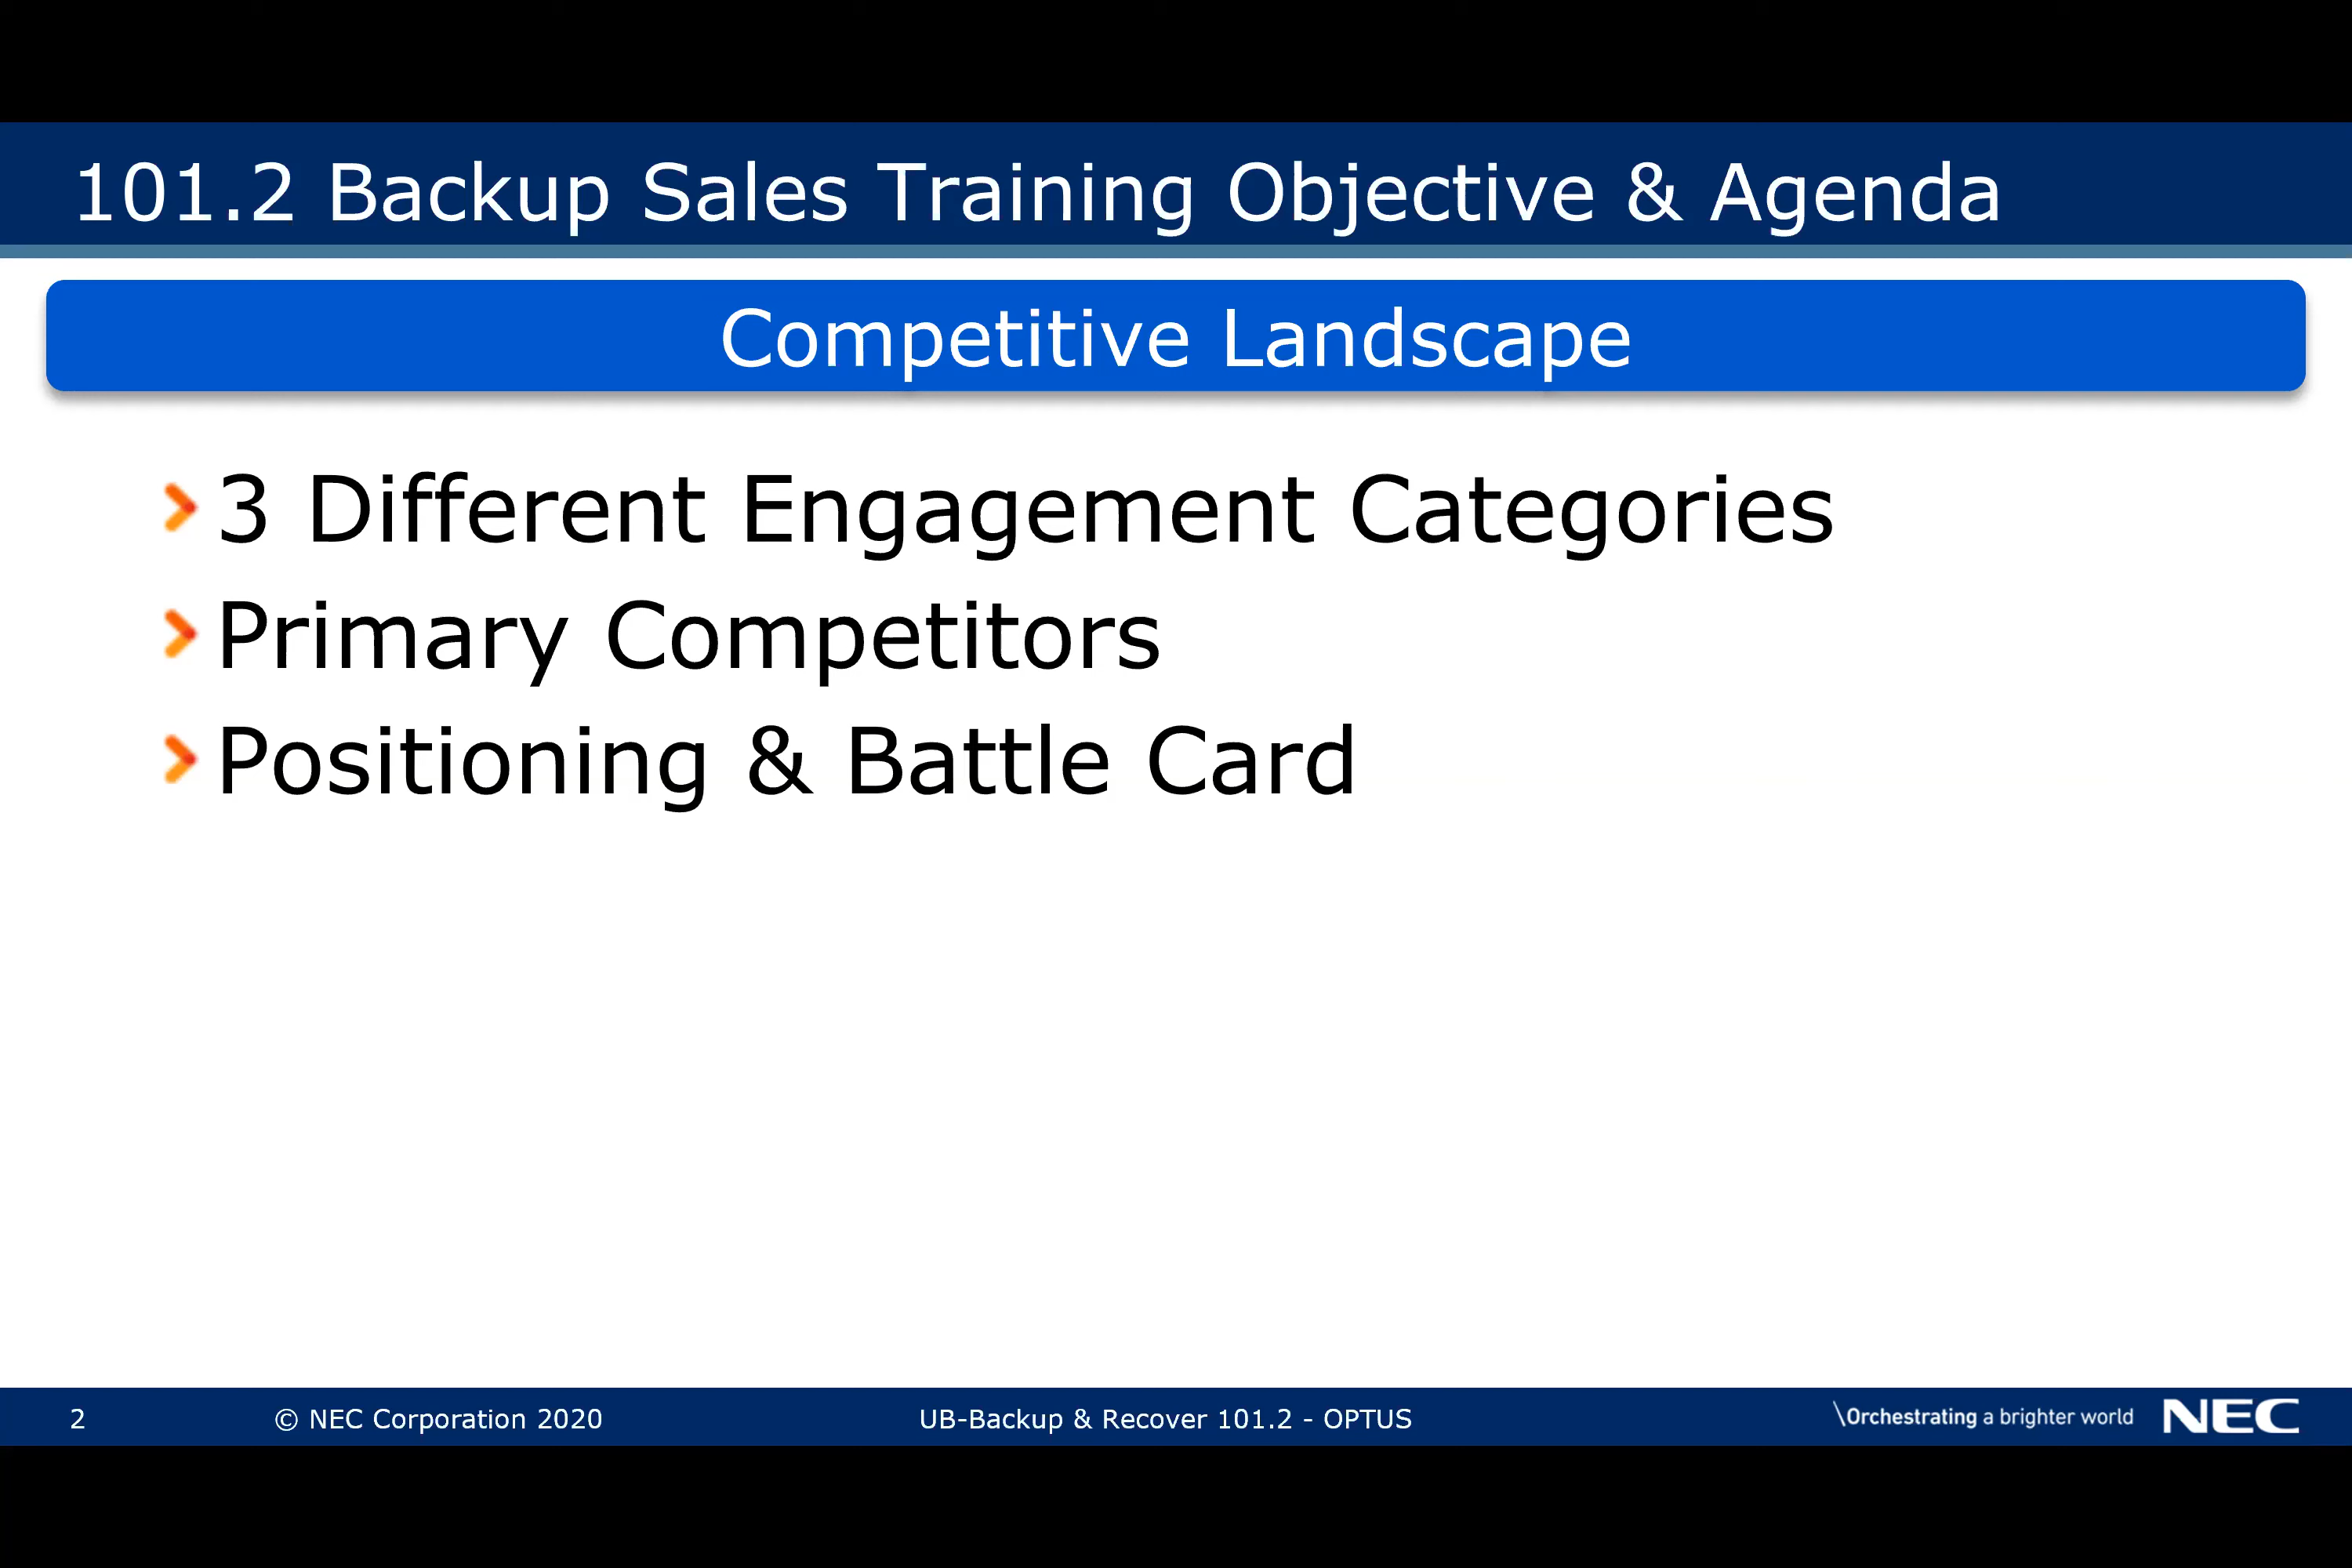 101.2 Backup Sales Training Objective & Agenda
Competitive Landscape
3 Different Engagement Categories
Primary Competitors
Positioning & Battle Card
2 © NEC Corporation 2020 UB-Backup & Recover 101.2 - OPTUS \Orchestrating a brighter world NEC